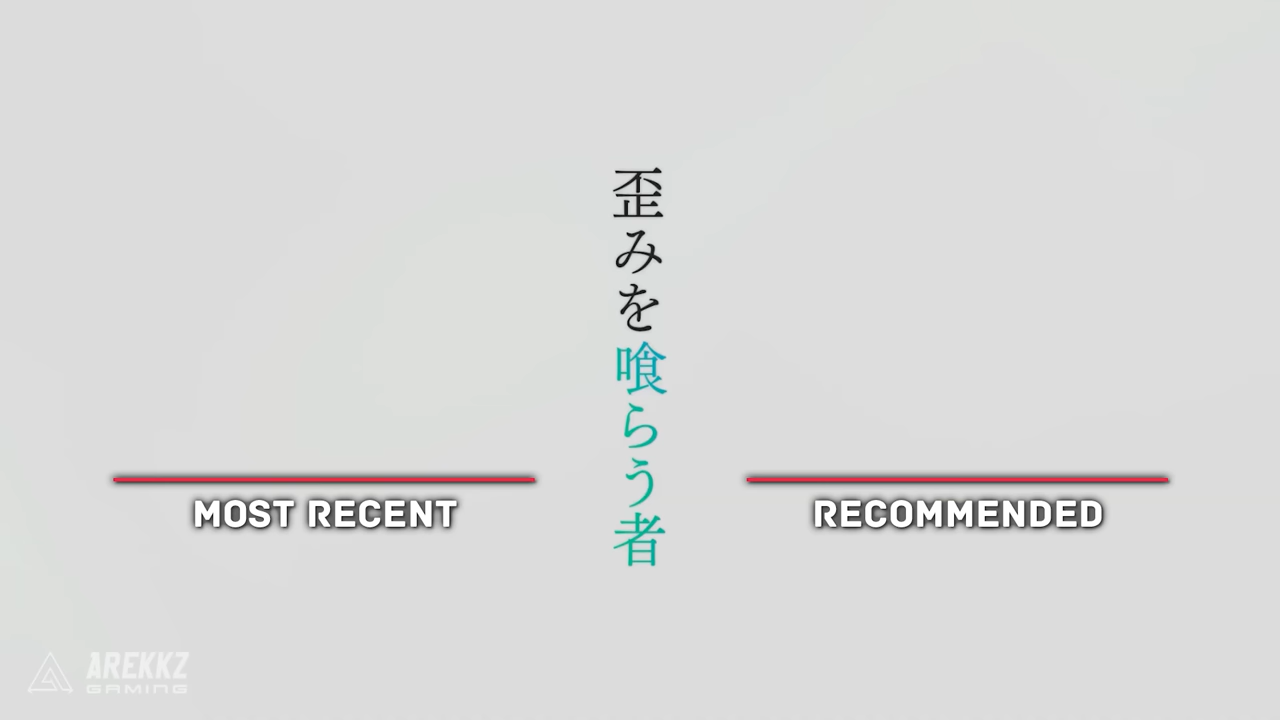 歪みを喰らう者
MOST RECENT
RECOMMENDED
AREKKZ
GAMING